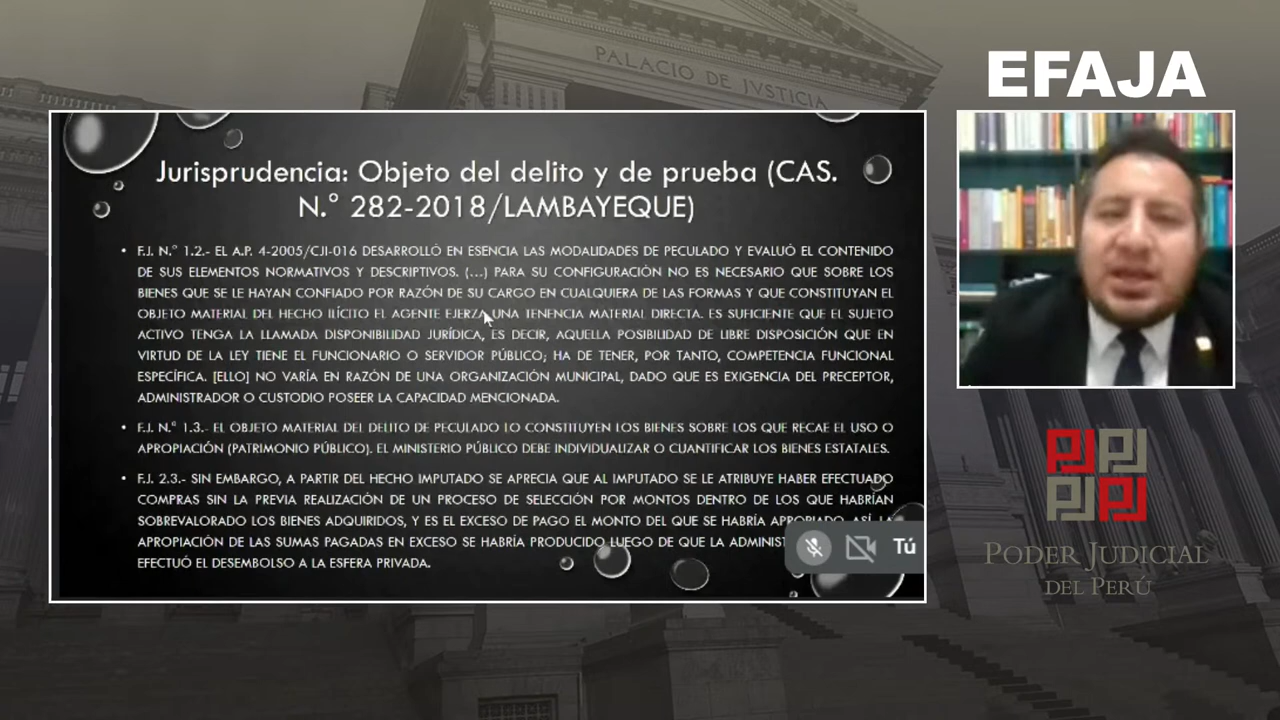 PALACIO DE JVSTICIA
EFAJA
Jurisprudencia: Objeto del delito y de prueba (CAS.
N.° 282-2018/LAMBAYEQUE)
• F.J. N.° 1.2.- EL A.P. 4-2005/CJ-016 DESARROLLÓ EN ESENCIA LAS MODALIDADES DE PECULADO Y EVALUÓ EL CONTENIDO
DE SUS ELEMENTOS NORMATIVOS Y DESCRIPTIVOS. (...) PARA SU CONFIGURACIÓN NO ES NECESARIO QUE SOBRE LOS
BIENES QUE SE LE HAYAN CONFIADO POR RAZÓN DE SU CARGO EN CUALQUIERA DE LAS FORMAS Y QUE CONSTITUYAN EL
OBJETO MATERIAL DEL HECHO ILÍCITO EL AGENTE EJERZA UNA TENENCIA MATERIAL DIRECTA. ES SUFICIENTE QUE EL SUJETO
ACTIVO TENGA LA LLAMADA DISPONIBILIDAD JURÍDICA, ES DECIR, AQUELLA POSIBILIDAD DE LIBRE DISPOSICIÓN QUE EN
VIRTUD DE LA LEY TIENE EL FUNCIONARIO O SERVIDOR PÚBLICO; HA DE TENER, POR TANTO, COMPETENCIA FUNCIONAL
ESPECÍFICA. [ELLO] NO VARÍA EN RAZÓN DE UNA ORGANIZACIÓN MUNICIPAL, DADO QUE ES EXIGENCIA DEL PRECEPTOR,
ADMINISTRADOR O CUSTODIO POSEER LA CAPACIDAD MENCIONADA.
• F.J. N.° 1.3.- EL OBJETO MATERIAL DEL DELITO DE PECULADO LO CONSTITUYEN LOS BIENES SOBRE LOS QUE RECAE EL USO O
APROPIACIÓN (PATRIMONIO PÚBLICO). EL MINISTERIO PÚBLICO DEBE INDIVIDUALIZAR O CUANTIFICAR LOS BIENES ESTATALES.
• F.J. 2.3.- SIN EMBARGO, A PARTIR DEL HECHO IMPUTADO SE APRECIA QUE AL IMPUTADO SE LE ATRIBUYE HABER EFECTUADO
COMPRAS SIN LA PREVIA REALIZACIÓN DE UN PROCESO DE SELECCIÓN POR MONTOS DENTRO DE LOS QUE HABRÍAN
SOBREVALORADO LOS BIENES ADQUIRIDOS, Y ES EL EXCESO DE PAGO EL MONTO DEL QUE SE HABRÍA APROPIADO. ASÍ, LA
APROPIACIÓN DE LAS SUMAS PAGADAS EN EXCESO SE HABRÍA PRODUCIDO LUEGO DE QUE LA ADMINIST
EFECTUÓ EL DESEMBOLSO A LA ESFERA PRIVADA.
Tú
PODER JUDICIAL
DEL PERÚ